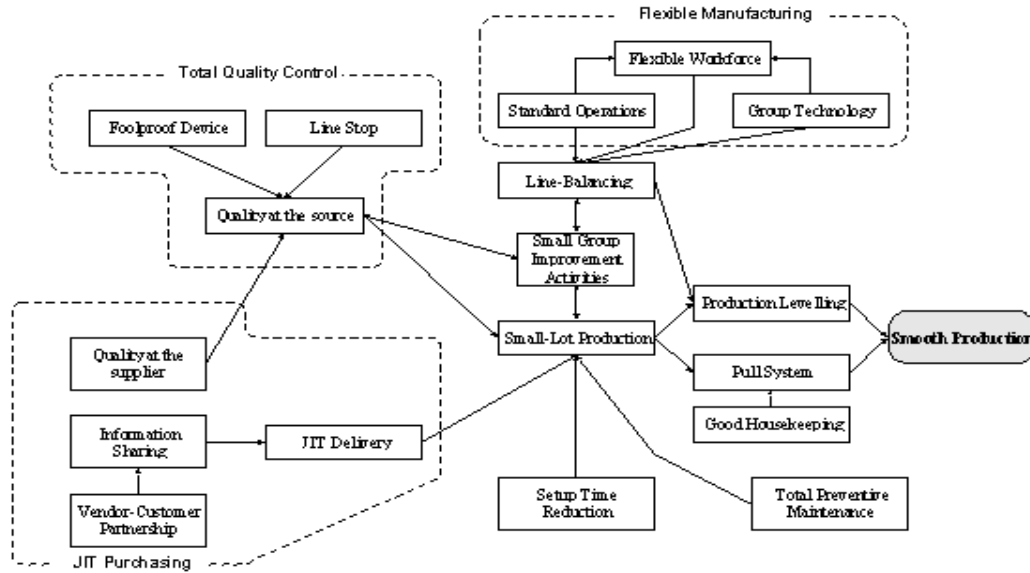 Flexible Manufacturing
Flexible Workforce
Total Quality Control
Standard Operations
Group Technology
Foolproof Device
Line Stop
Line-Balancing
Quality at the source
Small Group
Improvement
Activities
Production Levelling
Small-Lot Production
Smooth Production
Quality at the
supplier
Pull System
Good Housekeeping
Information
Sharing
JIT Delivery
Setup Time
Reduction
Total Preventive
Maintenance
Vendor-Customer
Partnership
JIT Purchasing